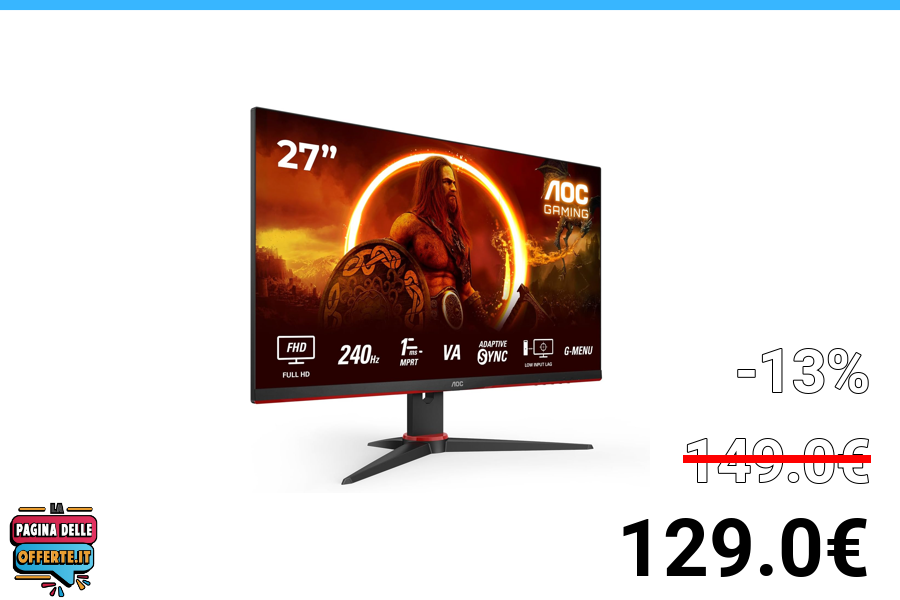 27”
AOC
GAMING
FHD
FULL HD
240Hz
1ms-
MPRT
VA
ADAPTIVE
SYNC
LOW INPUT LAG
G-MENU
AOC
-13%
149.0€
129.0€
LA
PAGINA DELLE
OFFERTE.IT